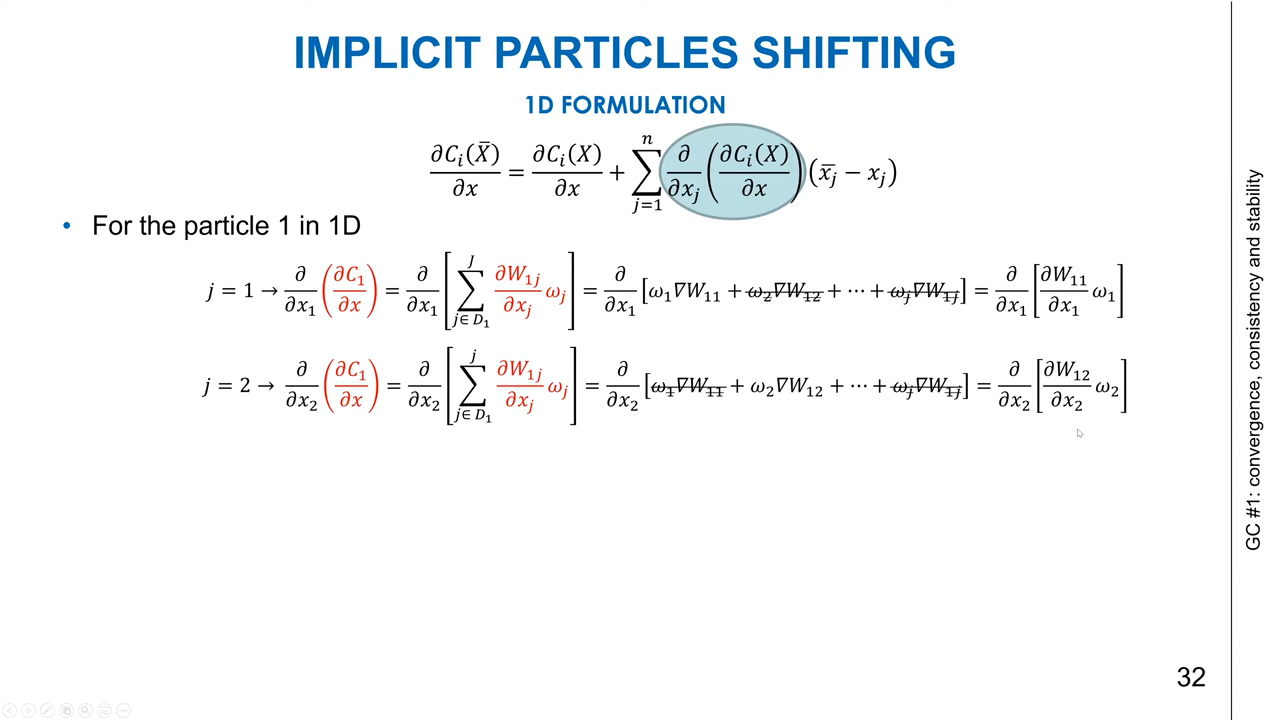 IMPLICIT PARTICLES SHIFTING
1D FORMULATION
∂C_i(X̄)/∂x = ∂C_i(X)/∂x + ∑_{j=1}^{n} ∂/∂x_j (∂C_i(X)/∂x) (x̄_j − x_j)
• For the particle 1 in 1D
j = 1 → ∂/∂x_1 (∂C_1/∂x) = ∂/∂x_1 [∑_{j∈D_1}^{J} ∂W_{1j}/∂x_j ω_j] = ∂/∂x_1 [ω_1∇W_{11} + ω_2∇W_{12} + ⋯ + ω_j∇W_{1j}] = ∂/∂x_1 [∂W_{11}/∂x_1 ω_1]
j = 2 → ∂/∂x_2 (∂C_1/∂x) = ∂/∂x_2 [∑_{j∈D_1}^{j} ∂W_{1j}/∂x_j ω_j] = ∂/∂x_2 [ω_1∇W_{11} + ω_2∇W_{12} + ⋯ + ω_j∇W_{1j}] = ∂/∂x_2 [∂W_{12}/∂x_2 ω_2]
GC #1: convergence, consistency and stability
32